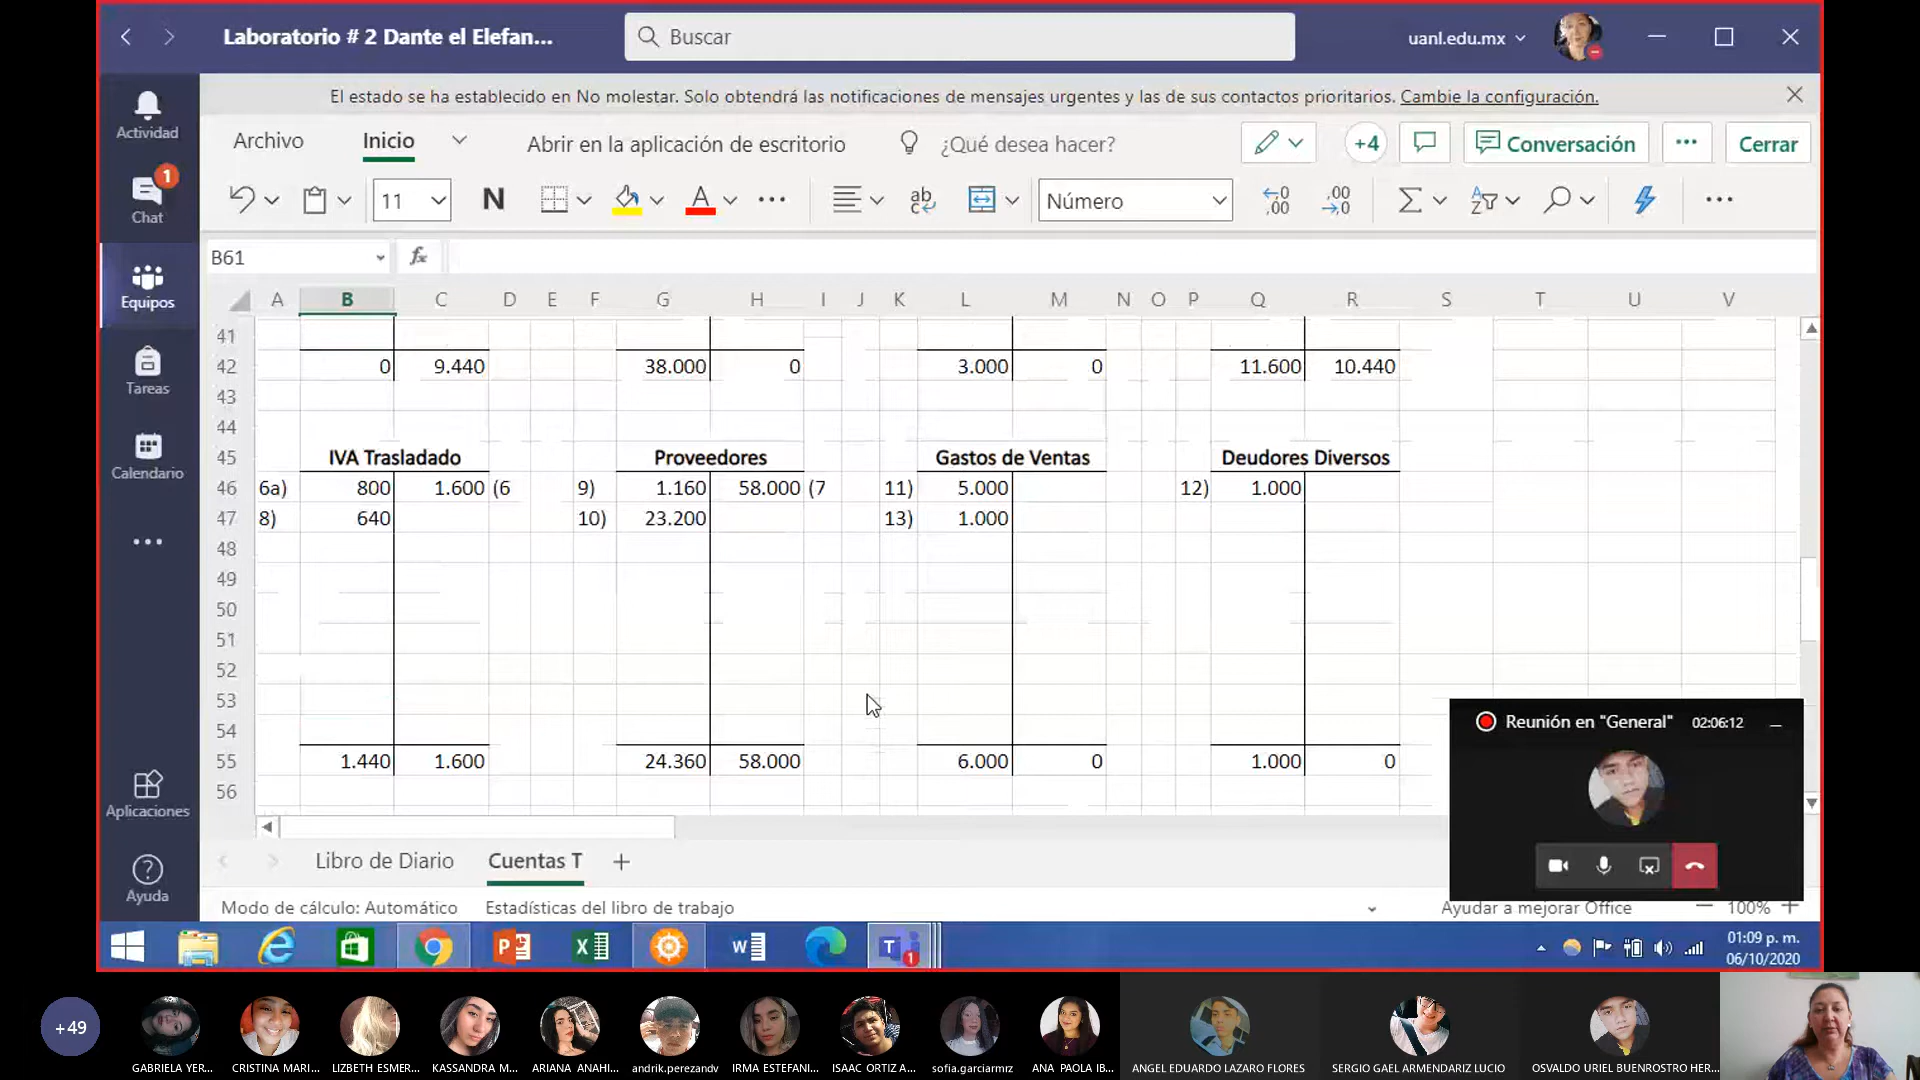 Laboratorio # 2 Dante el Elefan...
Buscar
uanl.edu.mx
El estado se ha establecido en No molestar. Solo obtendrá las notificaciones de mensajes urgentes y las de sus contactos prioritarios. Cambie la configuración.
Actividad
Chat
1
Equipos
Tareas
Calendario
Aplicaciones
Ayuda
Archivo Inicio Abrir en la aplicación de escritorio ¿Qué desea hacer? +4 Conversación Cerrar
11 N A Número
B61 fx
A B C D E F G H I J K L M N O P Q R S T U V
41
42 0 9.440 38.000 0 3.000 0 11.600 10.440
43
44
45 IVA Trasladado Proveedores Gastos de Ventas Deudores Diversos
46 6a) 800 1.600 (6 9) 1.160 58.000 (7 11) 5.000 12) 1.000
47 8) 640 10) 23.200 13) 1.000
48
49
50
51
52
53
54
55 1.440 1.600 24.360 58.000 6.000 0 1.000 0
56
Reunión en "General" 02:06:12
Libro de Diario Cuentas T +
Modo de cálculo: Automático Estadísticas del libro de trabajo Ayudar a mejorar Office 100%
01:09 p. m.
06/10/2020
+49
GABRIELA YER... CRISTINA MARI... LIZBETH ESMER... KASSANDRA M... ARIANA ANAHI... andrik.perezandv IRMA ESTEFANI... ISAAC ORTIZ A... sofia.garciarmrz ANA PAOLA IB... ANGEL EDUARDO LAZARO FLORES SERGIO GAEL ARMENDARIZ LUCIO OSVALDO URIEL BUENROSTRO HER...